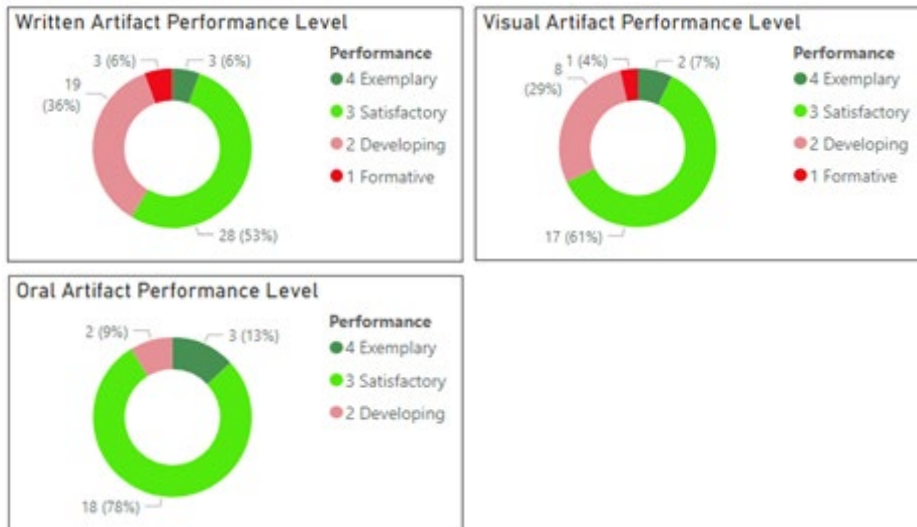 Written Artifact Performance Level
3 (6%)
3 (6%)
19
(36%)
28 (53%)
Performance
4 Exemplary
3 Satisfactory
2 Developing
1 Formative
Visual Artifact Performance Level
1 (4%)
2 (7%)
8
(29%)
17 (61%)
Performance
4 Exemplary
3 Satisfactory
2 Developing
1 Formative
Oral Artifact Performance Level
2 (9%)
3 (13%)
18 (78%)
Performance
4 Exemplary
3 Satisfactory
2 Developing